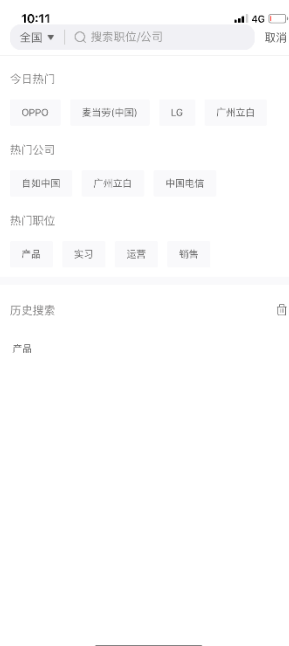 10:11 4G
全国 搜索职位/公司 取消
今日热门
OPPO 麦当劳(中国) LG 广州立白
热门公司
自如中国 广州立白 中国电信
热门职位
产品 实习 运营 销售
历史搜索
产品